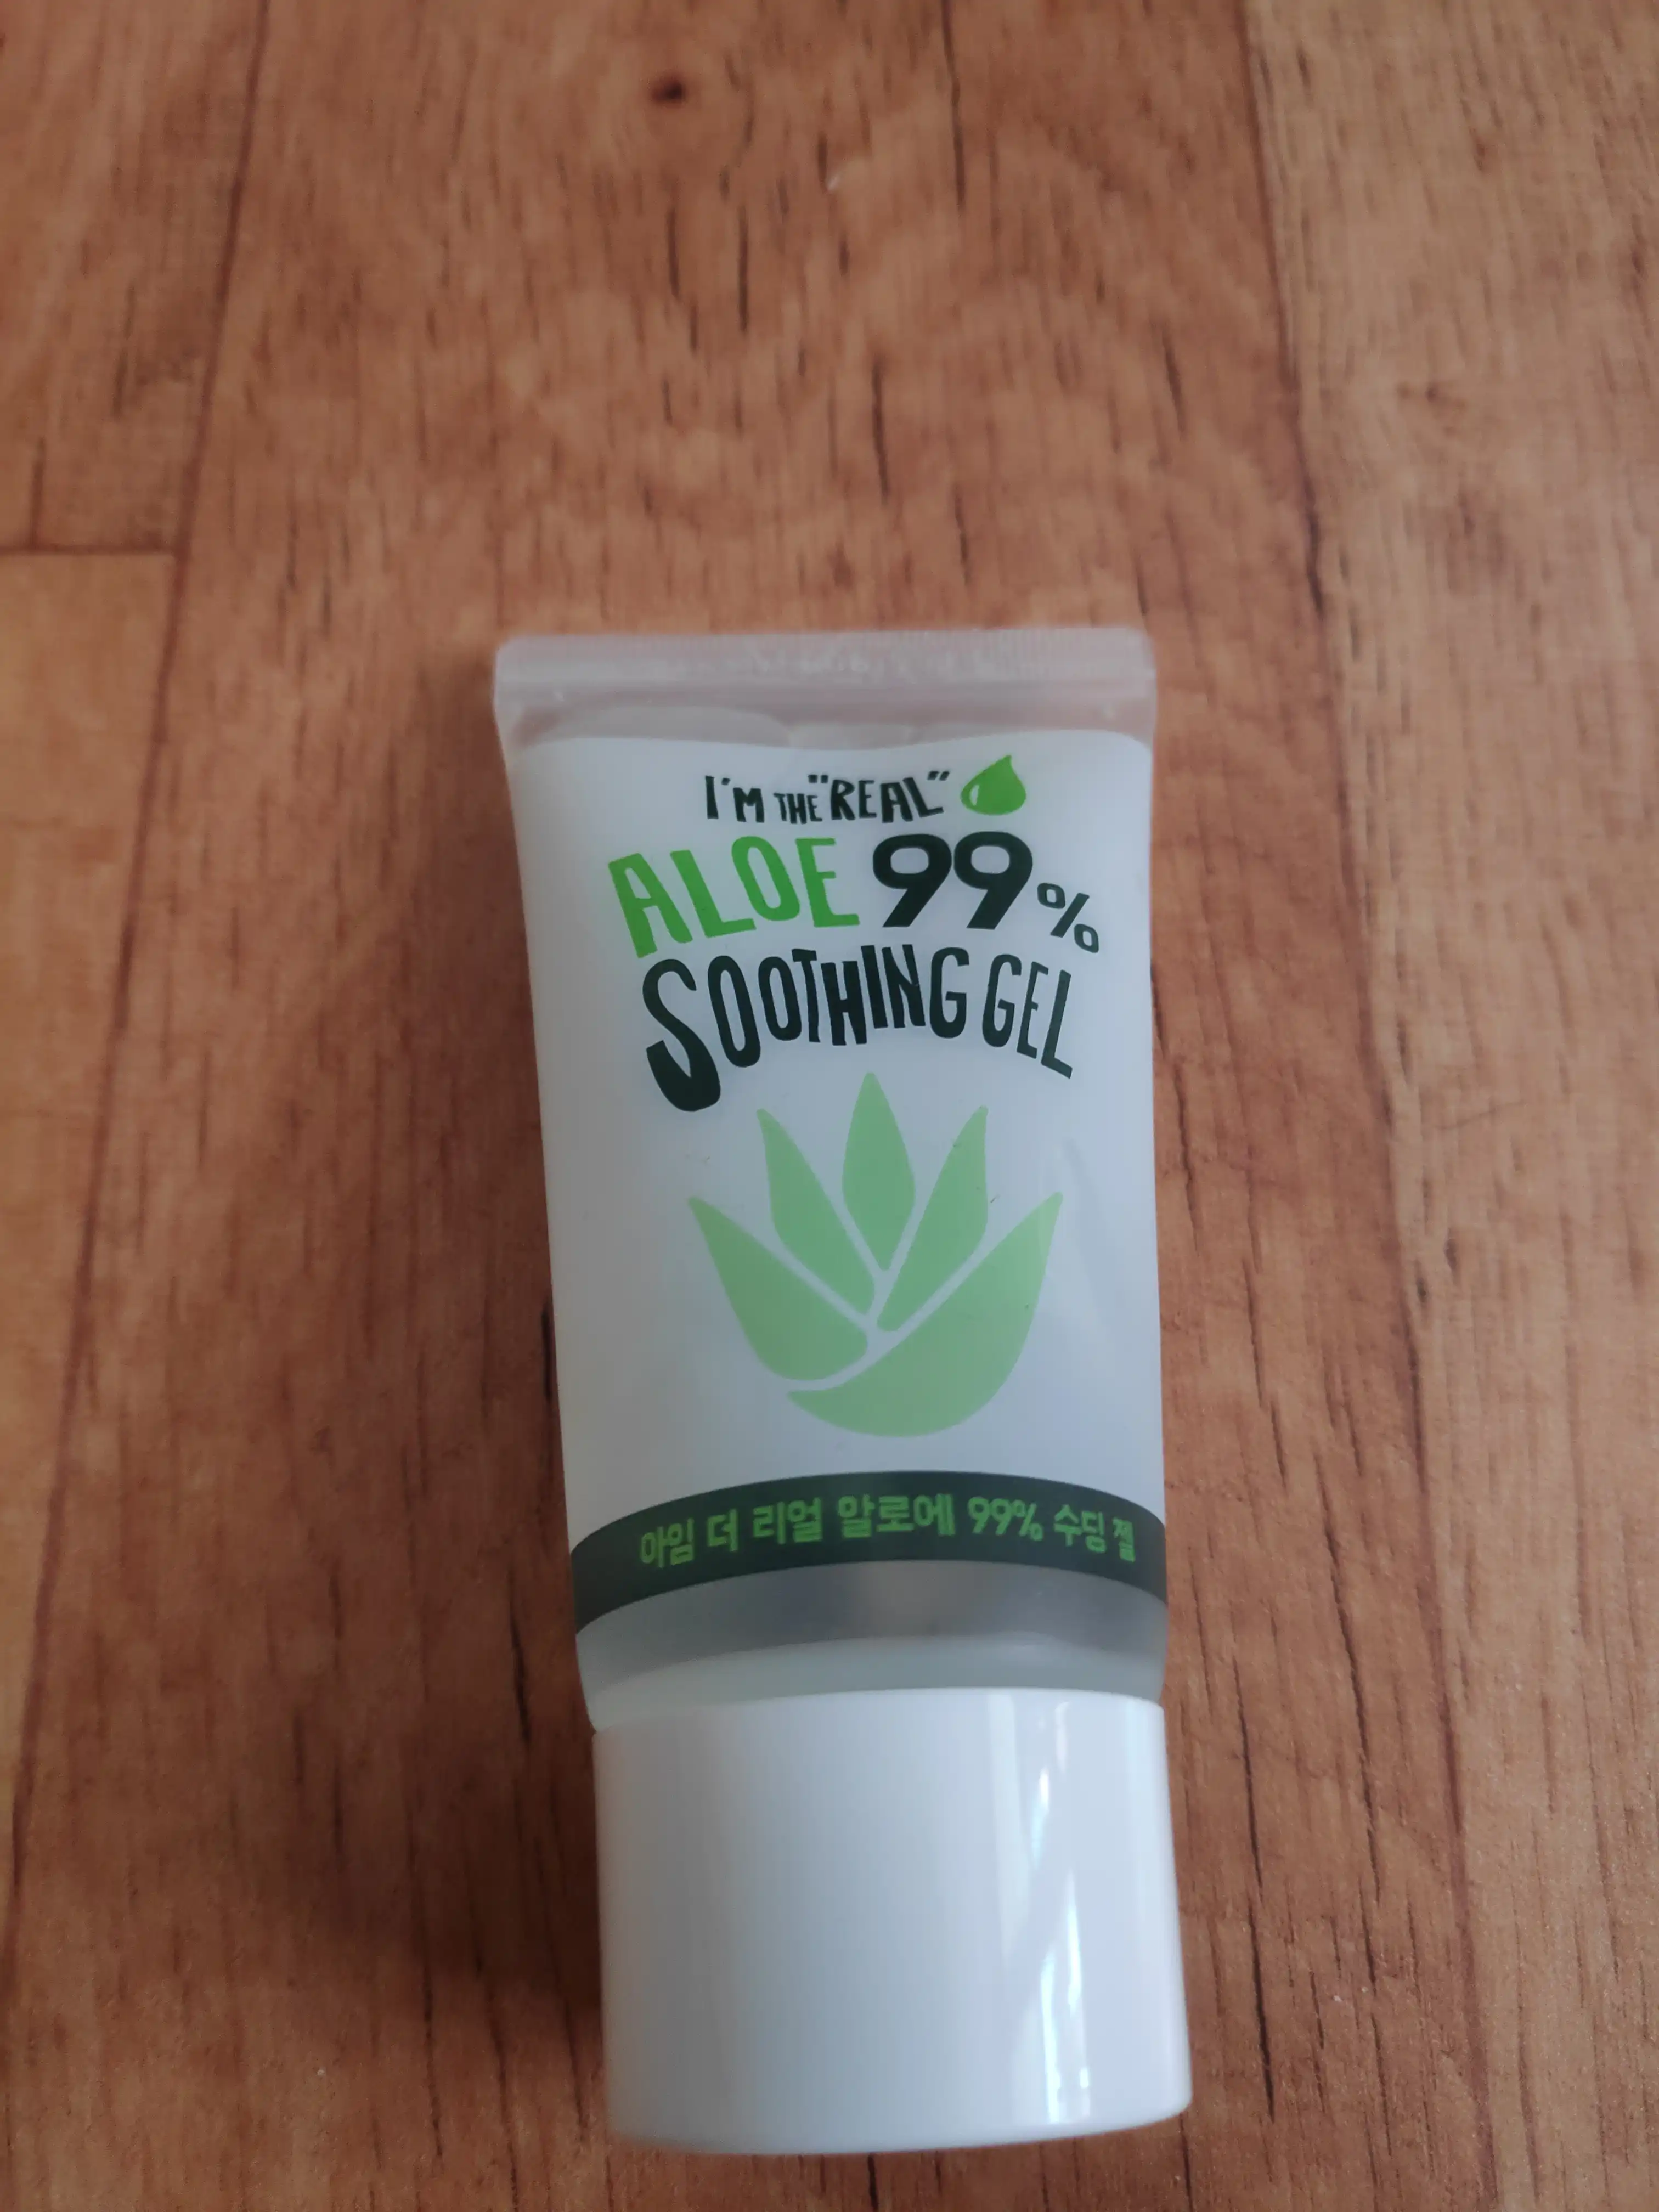 I'M THE "REAL"
ALOE 99%
SOOTHING GEL
아임 더 리얼 알로에 99% 수딩 젤